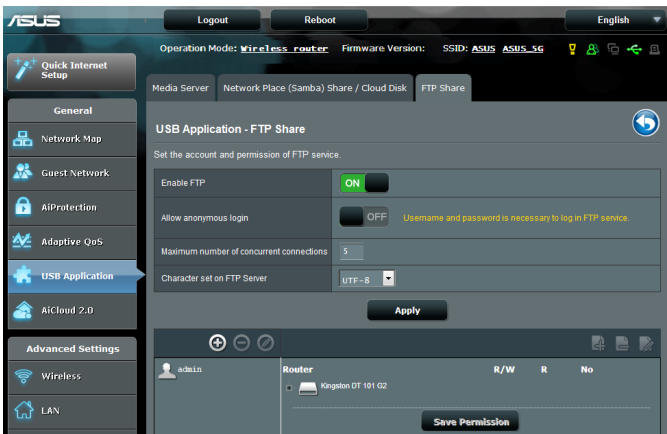 ASUS Logout Reboot English
Operation Mode: Wireless router Firmware Version: SSID: ASUS ASUS_5G
Quick Internet
Setup
Media Server Network Place (Samba) Share / Cloud Disk FTP Share
General
USB Application - FTP Share
Network Map
Set the account and permission of FTP service.
Guest Network
Enable FTP ON
AiProtection
Allow anonymous login OFF Username and password is necessary to log in FTP service.
Adaptive QoS
Maximum number of concurrent connections 5
USB Application
Character set on FTP Server UTF-8
AiCloud 2.0
Apply
Advanced Settings
admin Router R/W R No
Wireless
Kingston DT 101 G2
LAN
Save Permission